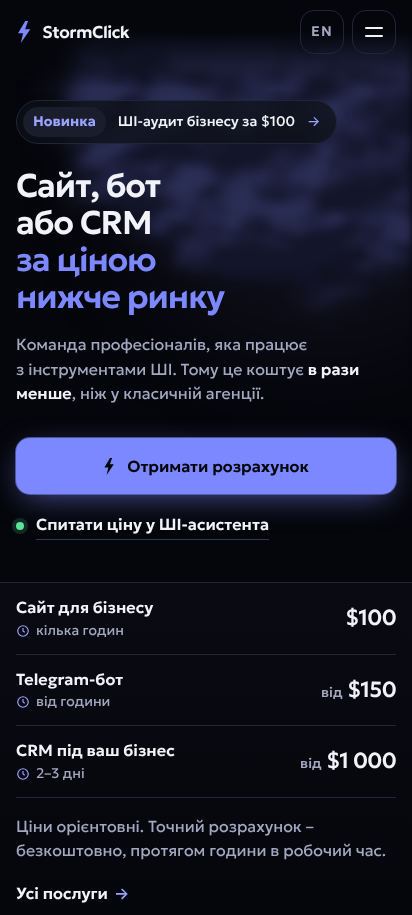 StormClick
EN
Новинка ШІ-аудит бізнесу за $100 →
Сайт, бот
або CRM
за ціною
нижче ринку
Команда професіоналів, яка працює
з інструментами ШІ. Тому це коштує в рази
менше, ніж у класичній агенції.
Отримати розрахунок
Спитати ціну у ШІ-асистента
Сайт для бізнесу
кілька годин
$100
Telegram-бот
від години
від $150
CRM під ваш бізнес
2–3 дні
від $1 000
Ціни орієнтовні. Точний розрахунок –
безкоштовно, протягом години в робочий час.
Усі послуги →